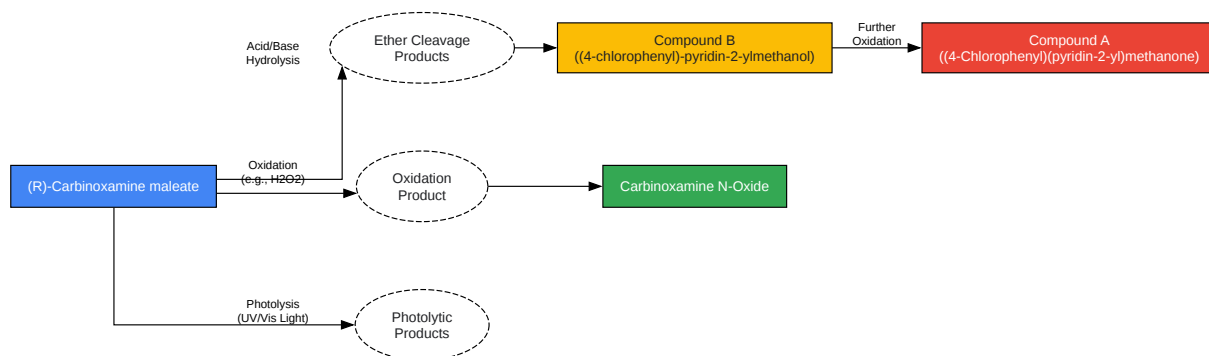 Acid/Base
Hydrolysis
Ether Cleavage
Products
Compound B
((4-chlorophenyl)-pyridin-2-ylmethanol)
Further
Oxidation
Compound A
((4-Chlorophenyl)(pyridin-2-yl)methanone)
(R)-Carbinoxamine maleate
Oxidation
(e.g., H2O2)
Oxidation
Product
Carbinoxamine N-Oxide
Photolysis
(UV/Vis Light)
Photolytic
Products